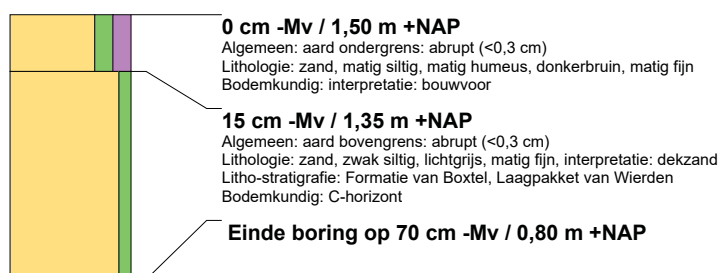 0 cm -Mv / 1,50 m +NAP
Algemeen: aard ondergrens: abrupt (<0,3 cm)
Lithologie: zand, matig siltig, matig humeus, donkerbruin, matig fijn
Bodemkundig: interpretatie: bouwvoor
15 cm -Mv / 1,35 m +NAP
Algemeen: aard bovengrens: abrupt (<0,3 cm)
Lithologie: zand, zwak siltig, lichtgrijs, matig fijn, interpretatie: dekzand
Litho-stratigrafie: Formatie van Boxtel, Laagpakket van Wierden
Bodemkundig: C-horizont
Einde boring op 70 cm -Mv / 0,80 m +NAP